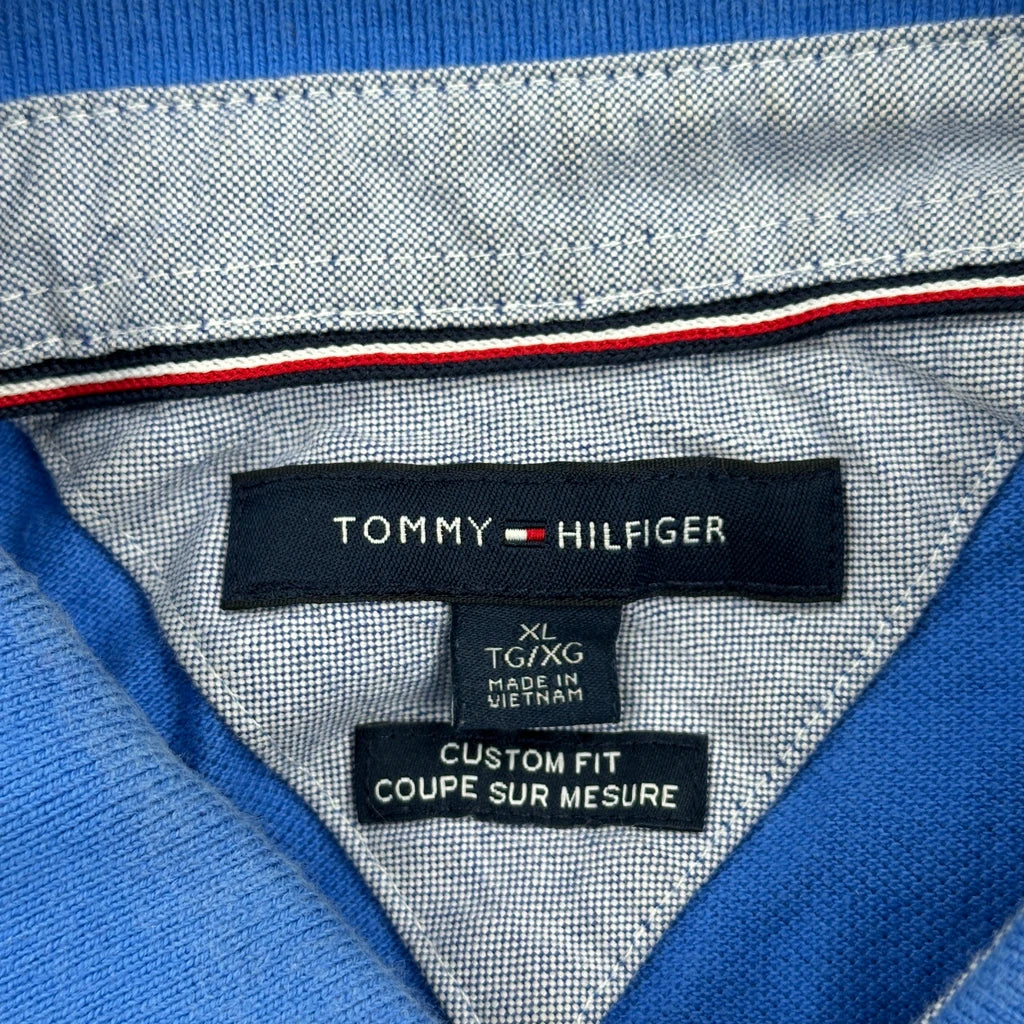 TOMMY HILFIGER
XL
TG/XG
MADE IN
VIETNAM
CUSTOM FIT
COUPE SUR MESURE